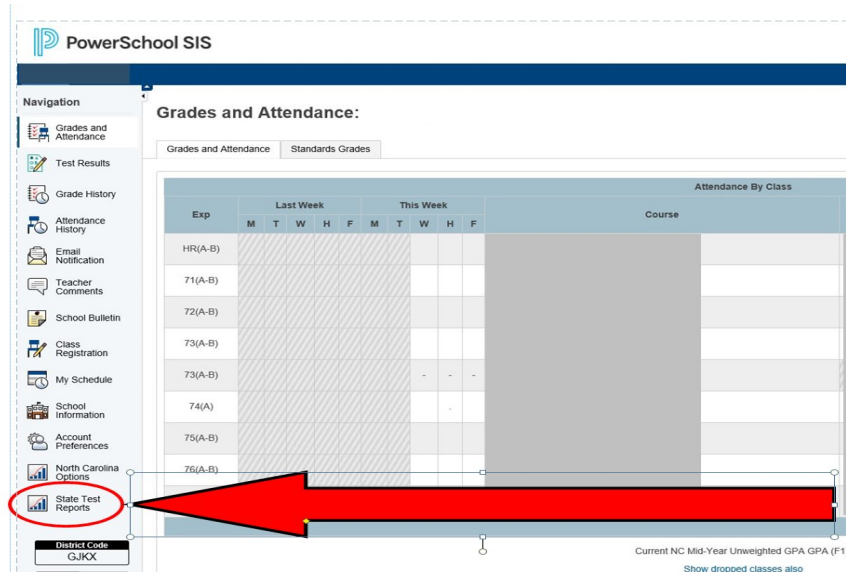 PowerSchool SIS
Navigation
Grades and
Attendance
Test Results
Grade History
Attendance
History
Email
Notification
Teacher
Comments
School Bulletin
Class
Registration
My Schedule
School
Information
Account
Preferences
North Carolina
Options
State Test
Reports
District Code
GJKX
Grades and Attendance:
Grades and Attendance Standards Grades
Attendance By Class
Exp Last Week This Week Course
M T W H F M T W H F
HR(A-B)
71(A-B)
72(A-B)
73(A-B)
73(A-B) - - -
74(A) .
75(A-B)
76(A-B)
Current NC Mid-Year Unweighted GPA GPA (F1
Show dropped classes also